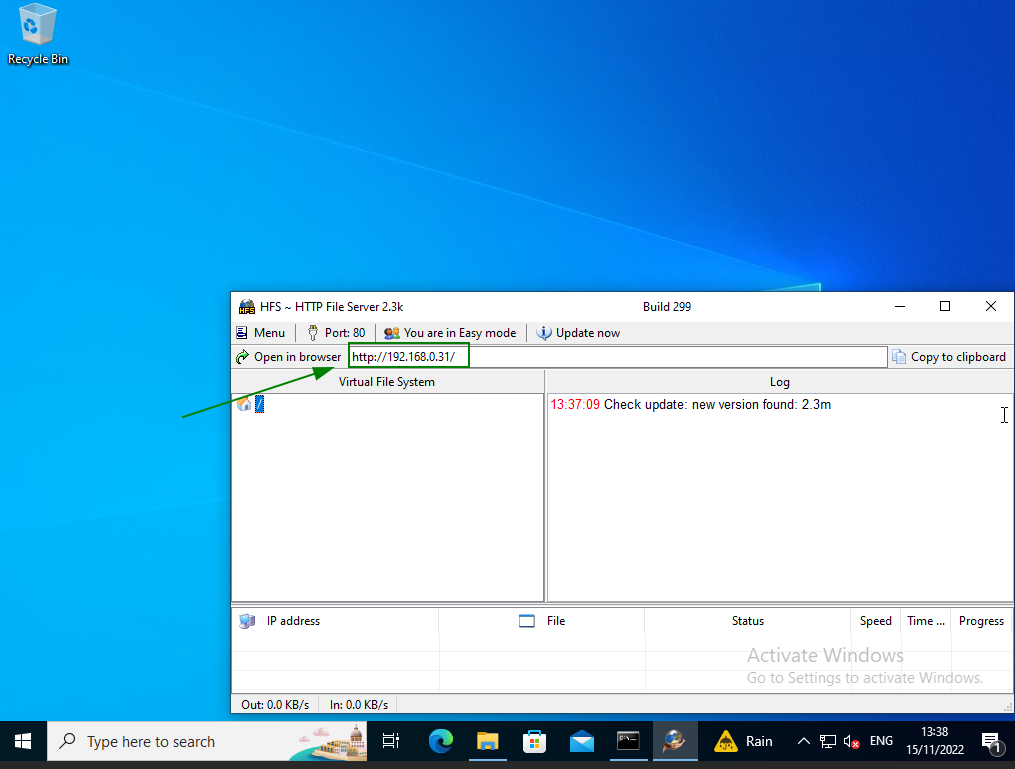 Recycle Bin
HFS ~ HTTP File Server 2.3k Build 299
Menu Port: 80 You are in Easy mode Update now
Open in browser http://192.168.0.31/ Copy to clipboard
Virtual File System Log
/ 13:37:09 Check update: new version found: 2.3m
IP address File Status Speed Time ... Progress
Activate Windows
Go to Settings to activate Windows.
Out: 0.0 KB/s In: 0.0 KB/s
Type here to search Rain ENG 13:38
15/11/2022 1